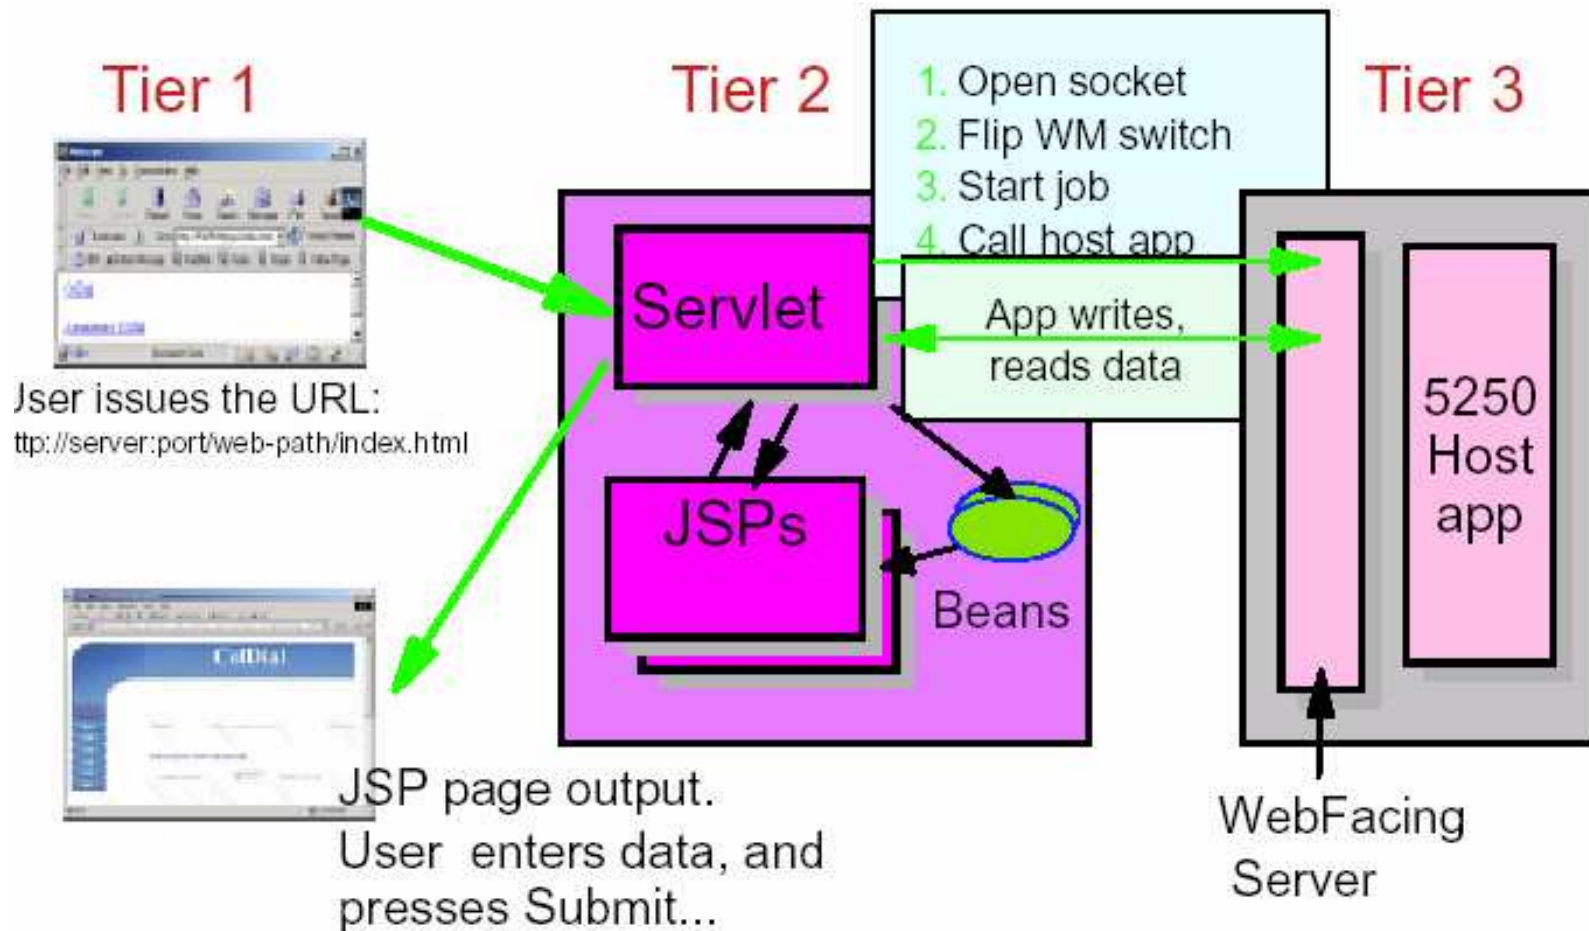 Tier 1
Tier 2
Tier 3
1. Open socket
2. Flip WM switch
3. Start job
4. Call host app
Servlet
App writes,
reads data
User issues the URL:
ttp://server:port/web-path/index.html
JSPs
Beans
5250
Host
app
CelDial
JSP page output.
User enters data, and
presses Submit...
WebFacing
Server